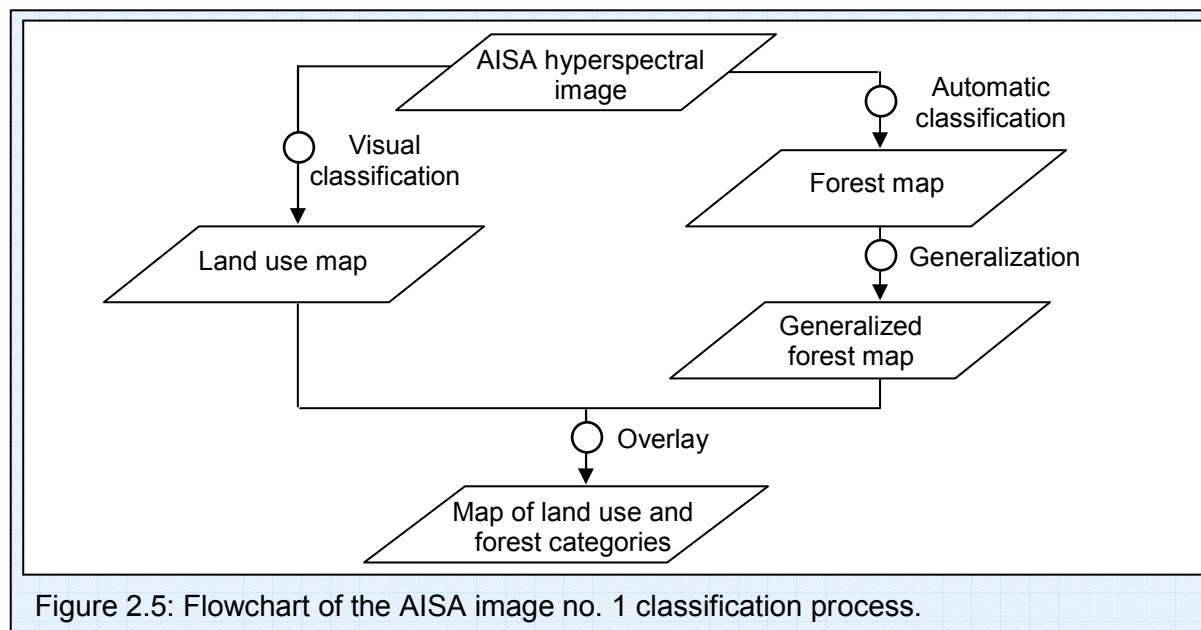 AISA hyperspectral
image
Automatic
classification
Visual
classification
Forest map
Land use map
Generalization
Generalized
forest map
Overlay
Map of land use and
forest categories
Figure 2.5: Flowchart of the AISA image no. 1 classification process.